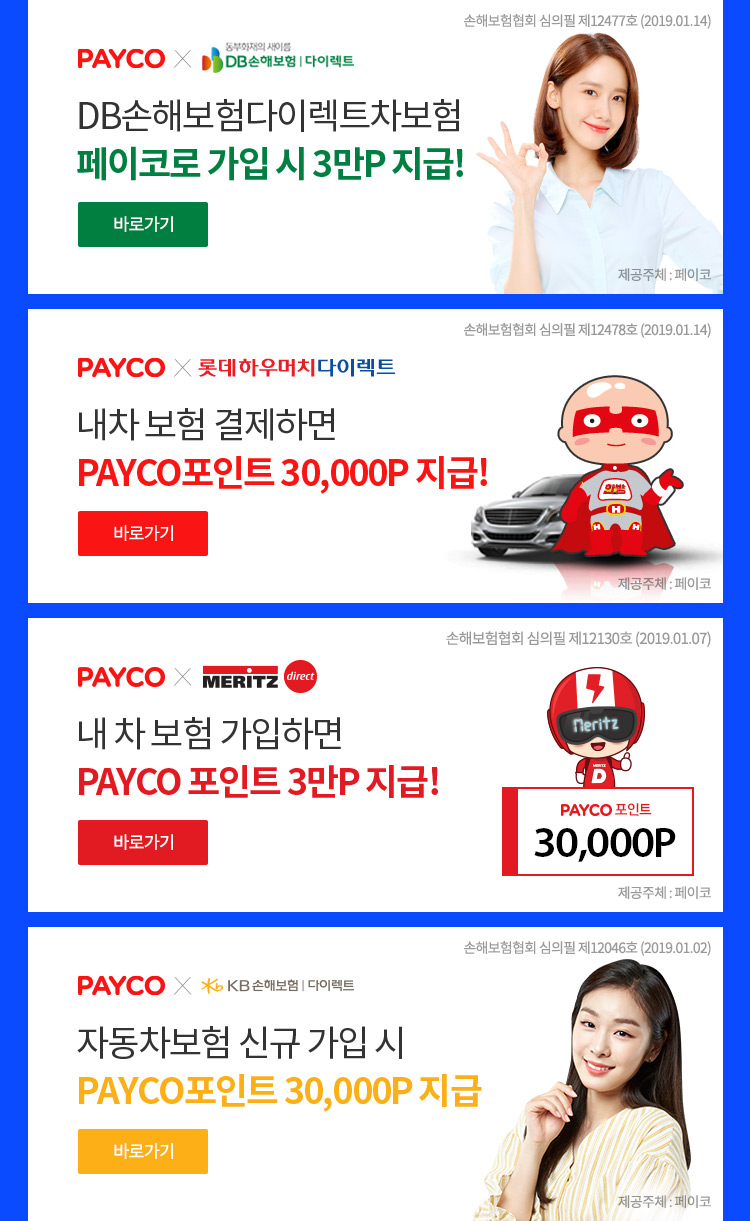 손해보험협회 심의필 제12477호 (2019.01.14)
동부화재의 새이름
PAYCO × DB손해보험 | 다이렉트
DB손해보험다이렉트차보험
페이코로 가입 시 3만P 지급!
바로가기
제공주체 : 페이코
손해보험협회 심의필 제12478호 (2019.01.14)
PAYCO × 롯데하우머치다이렉트
내차 보험 결제하면
PAYCO포인트 30,000P 지급!
H
H H
바로가기
제공주체 : 페이코
손해보험협회 심의필 제12130호 (2019.01.07)
PAYCO × MERITZ direct
Meritz
내 차 보험 가입하면
PAYCO 포인트 3만P 지급!
MERITZ
D
PAYCO 포인트
30,000P
바로가기
제공주체 : 페이코
손해보험협회 심의필 제12046호 (2019.01.02)
PAYCO × KB손해보험 | 다이렉트
자동차보험 신규 가입 시
PAYCO포인트 30,000P 지급
바로가기
제공주체 : 페이코